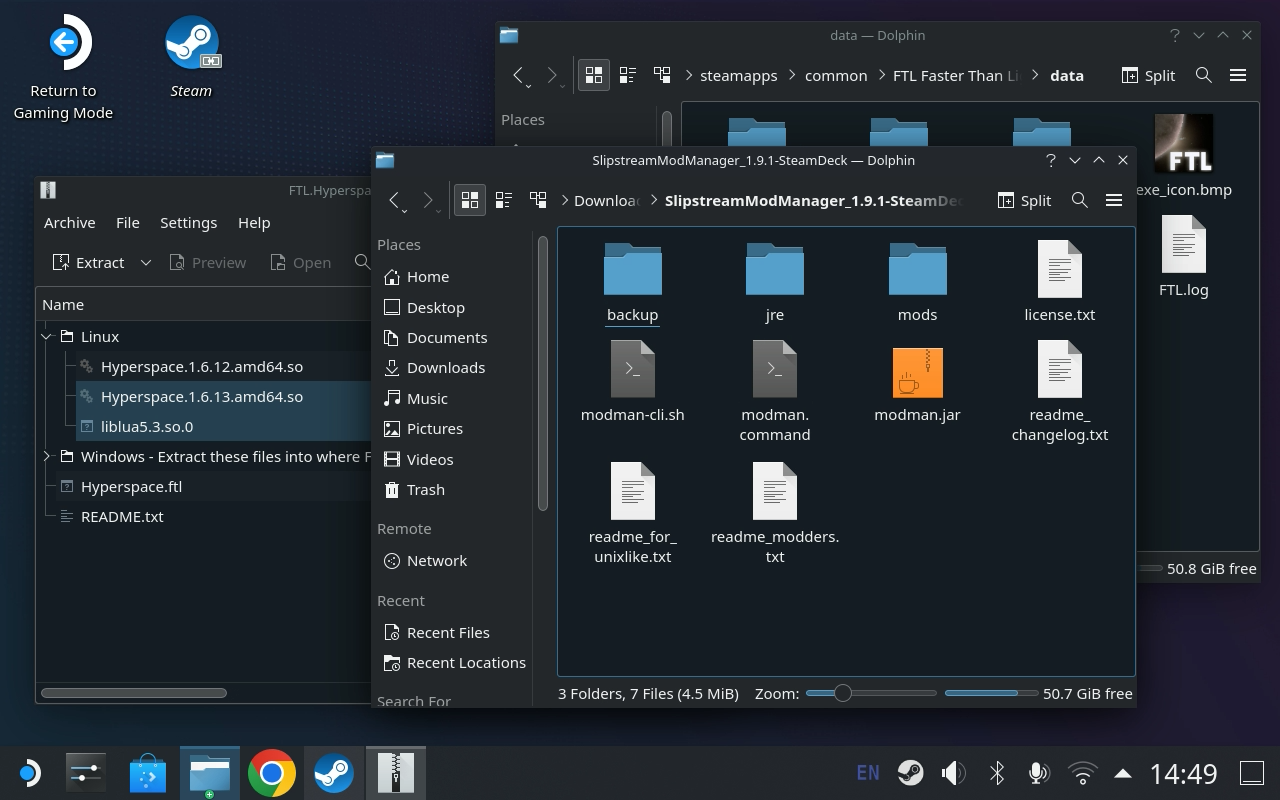 Return to
Gaming Mode
Steam
data — Dolphin
steamapps
common
FTL Faster Than Li
data
Split
Places
FTL
exe_icon.bmp
FTL.log
50.8 GiB free
FTL.Hyperspa
Archive
File
Settings
Help
Extract
Preview
Open
Name
Linux
Hyperspace.1.6.12.amd64.so
Hyperspace.1.6.13.amd64.so
liblua5.3.so.0
Windows - Extract these files into where F
Hyperspace.ftl
README.txt
SlipstreamModManager_1.9.1-SteamDeck — Dolphin
Downloa
SlipstreamModManager_1.9.1-SteamDec
Split
Places
Home
Desktop
Documents
Downloads
Music
Pictures
Videos
Trash
Remote
Network
Recent
Recent Files
Recent Locations
Search For
backup
jre
mods
license.txt
modman-cli.sh
modman.
command
modman.jar
readme_
changelog.txt
readme_for_
unixlike.txt
readme_modders.
txt
3 Folders, 7 Files (4.5 MiB)
Zoom:
50.7 GiB free
EN
14:49